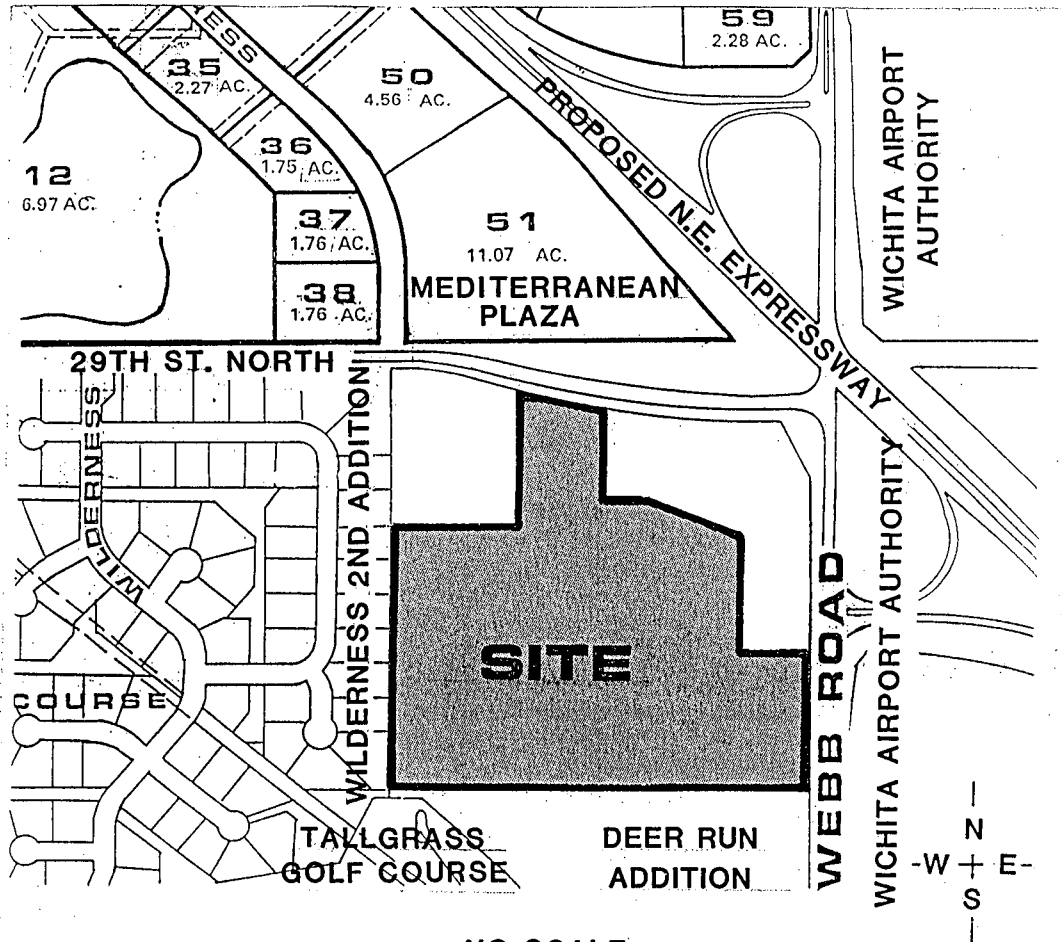 59
2.28 AC.
RESS
35
2.27 AC.
50
4.56 AC.
PROPOSED N.E. EXPRESSWAY
WICHITA AIRPORT
AUTHORITY
36
1.75 AC.
12
6.97 AC.
37
1.76 AC.
51
11.07 AC.
38
1.76 AC.
MEDITERRANEAN
PLAZA
29TH ST. NORTH
WILDERNESS
WILDERNESS 2ND ADDITION
SITE
COURSE
WEBB ROAD
WICHITA AIRPORT AUTHORITY
TALLGRASS
GOLF COURSE
DEER RUN
ADDITION
N
W E
S
NO SCALE